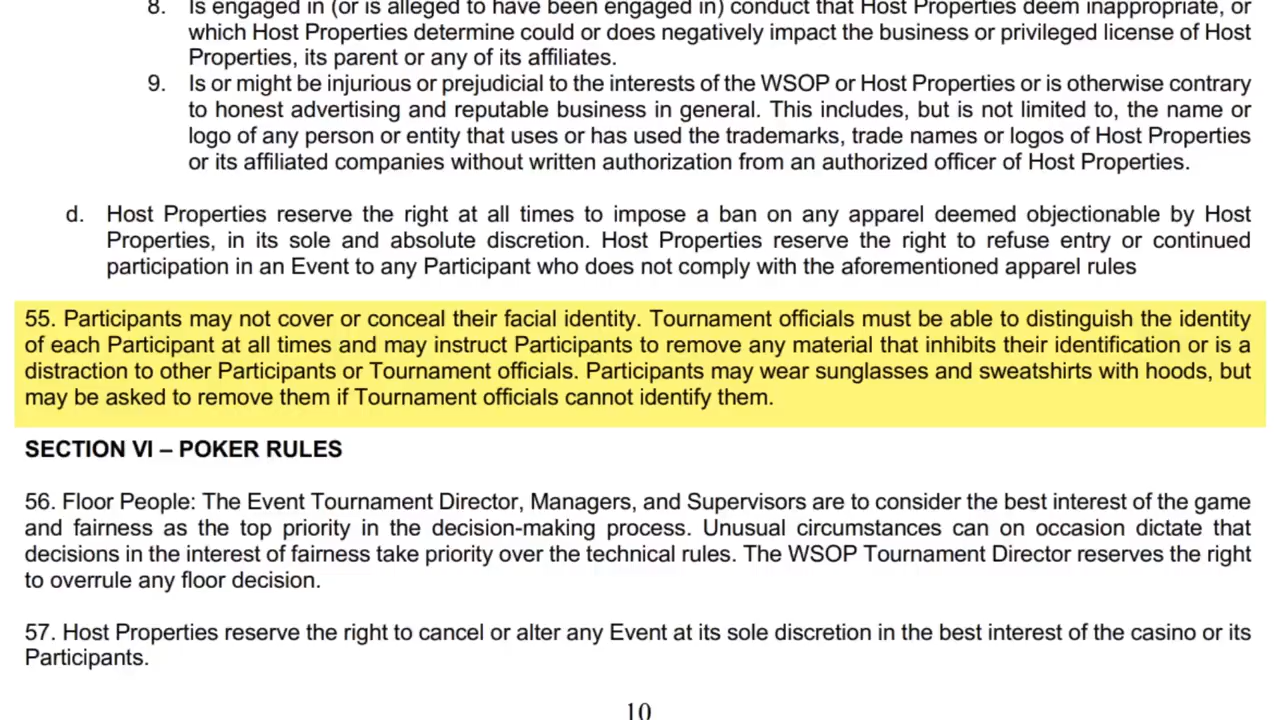 8. Is engaged in (or is alleged to have been engaged in) conduct that Host Properties deem inappropriate, or
which Host Properties determine could or does negatively impact the business or privileged license of Host
Properties, its parent or any of its affiliates.
9. Is or might be injurious or prejudicial to the interests of the WSOP or Host Properties or is otherwise contrary
to honest advertising and reputable business in general. This includes, but is not limited to, the name or
logo of any person or entity that uses or has used the trademarks, trade names or logos of Host Properties
or its affiliated companies without written authorization from an authorized officer of Host Properties.
d. Host Properties reserve the right at all times to impose a ban on any apparel deemed objectionable by Host
Properties, in its sole and absolute discretion. Host Properties reserve the right to refuse entry or continued
participation in an Event to any Participant who does not comply with the aforementioned apparel rules
55. Participants may not cover or conceal their facial identity. Tournament officials must be able to distinguish the identity
of each Participant at all times and may instruct Participants to remove any material that inhibits their identification or is a
distraction to other Participants or Tournament officials. Participants may wear sunglasses and sweatshirts with hoods, but
may be asked to remove them if Tournament officials cannot identify them.
SECTION VI – POKER RULES
56. Floor People: The Event Tournament Director, Managers, and Supervisors are to consider the best interest of the game
and fairness as the top priority in the decision-making process. Unusual circumstances can on occasion dictate that
decisions in the interest of fairness take priority over the technical rules. The WSOP Tournament Director reserves the right
to overrule any floor decision.
57. Host Properties reserve the right to cancel or alter any Event at its sole discretion in the best interest of the casino or its
Participants.
10